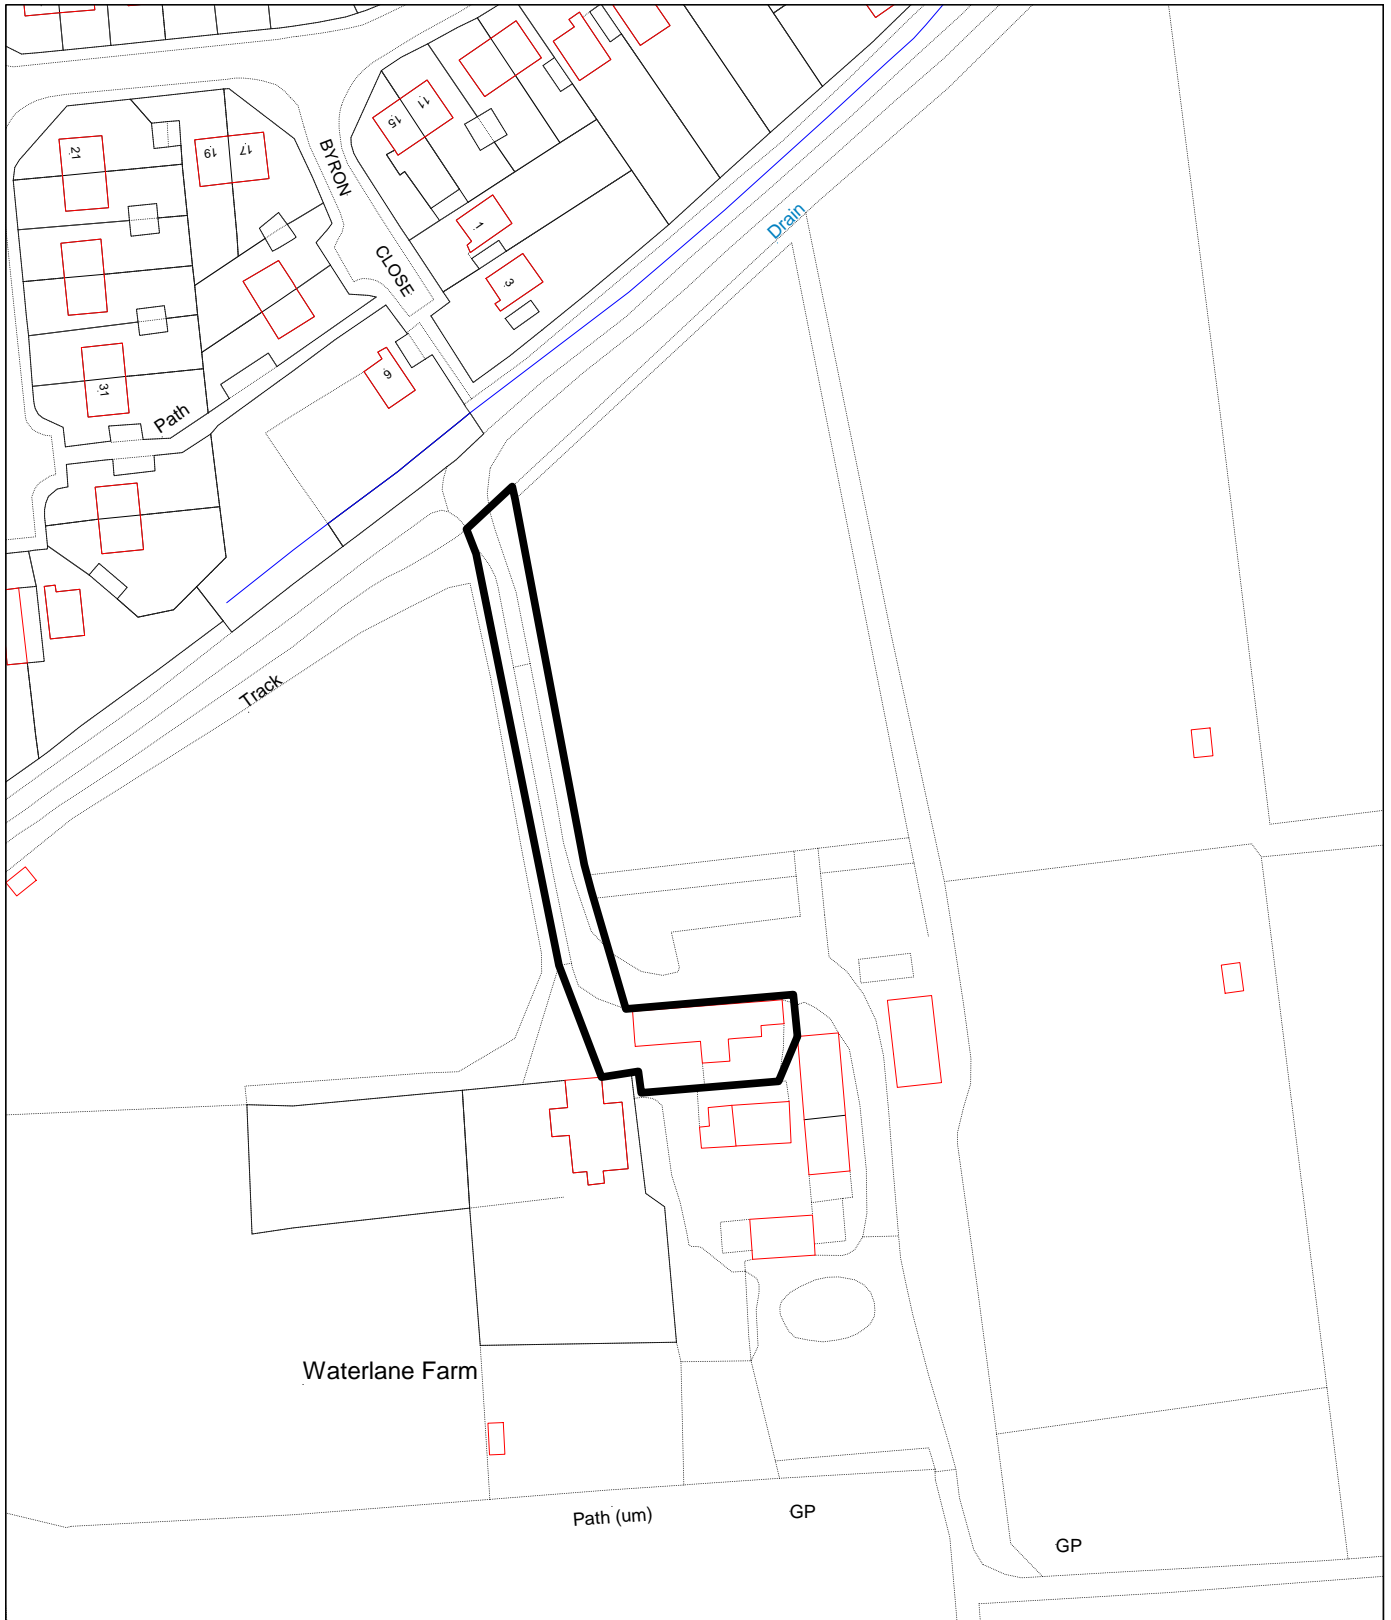 11
15
21
19
17
BYRON
1
Drain
CLOSE
3
9
31
Path
Track
Waterlane Farm
Path (um)
GP
GP